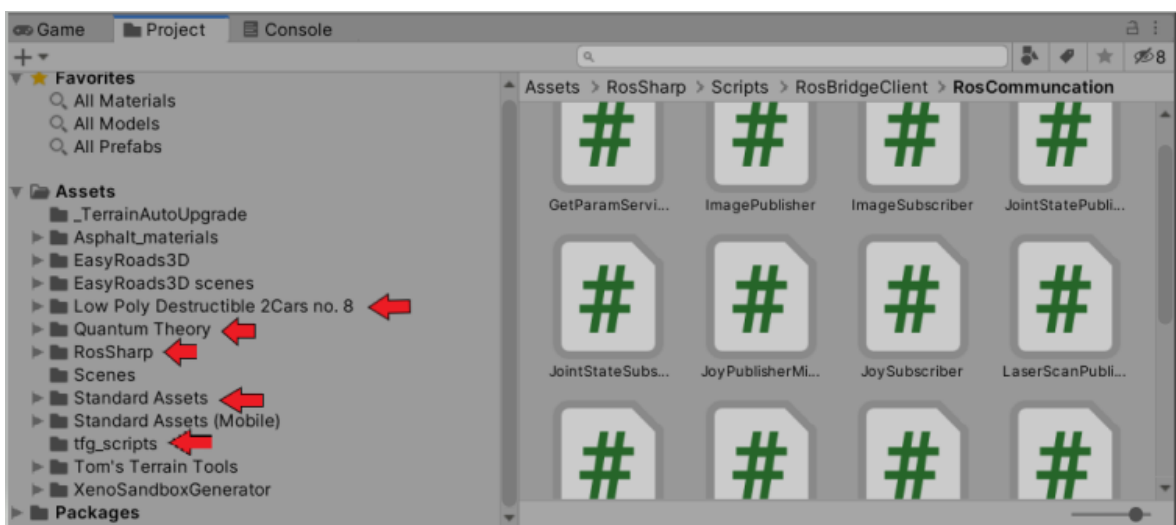 Game Project Console
8
Favorites
All Materials
All Models
All Prefabs
Assets
_TerrainAutoUpgrade
Asphalt_materials
EasyRoads3D
EasyRoads3D scenes
Low Poly Destructible 2Cars no. 8
Quantum Theory
RosSharp
Scenes
Standard Assets
Standard Assets (Mobile)
tfg_scripts
Tom's Terrain Tools
XenoSandboxGenerator
Packages
Assets > RosSharp > Scripts > RosBridgeClient > RosCommuncation
GetParamServi... ImagePublisher ImageSubscriber JointStatePubli...
JointStateSubs... JoyPublisherMi... JoySubscriber LaserScanPubli...